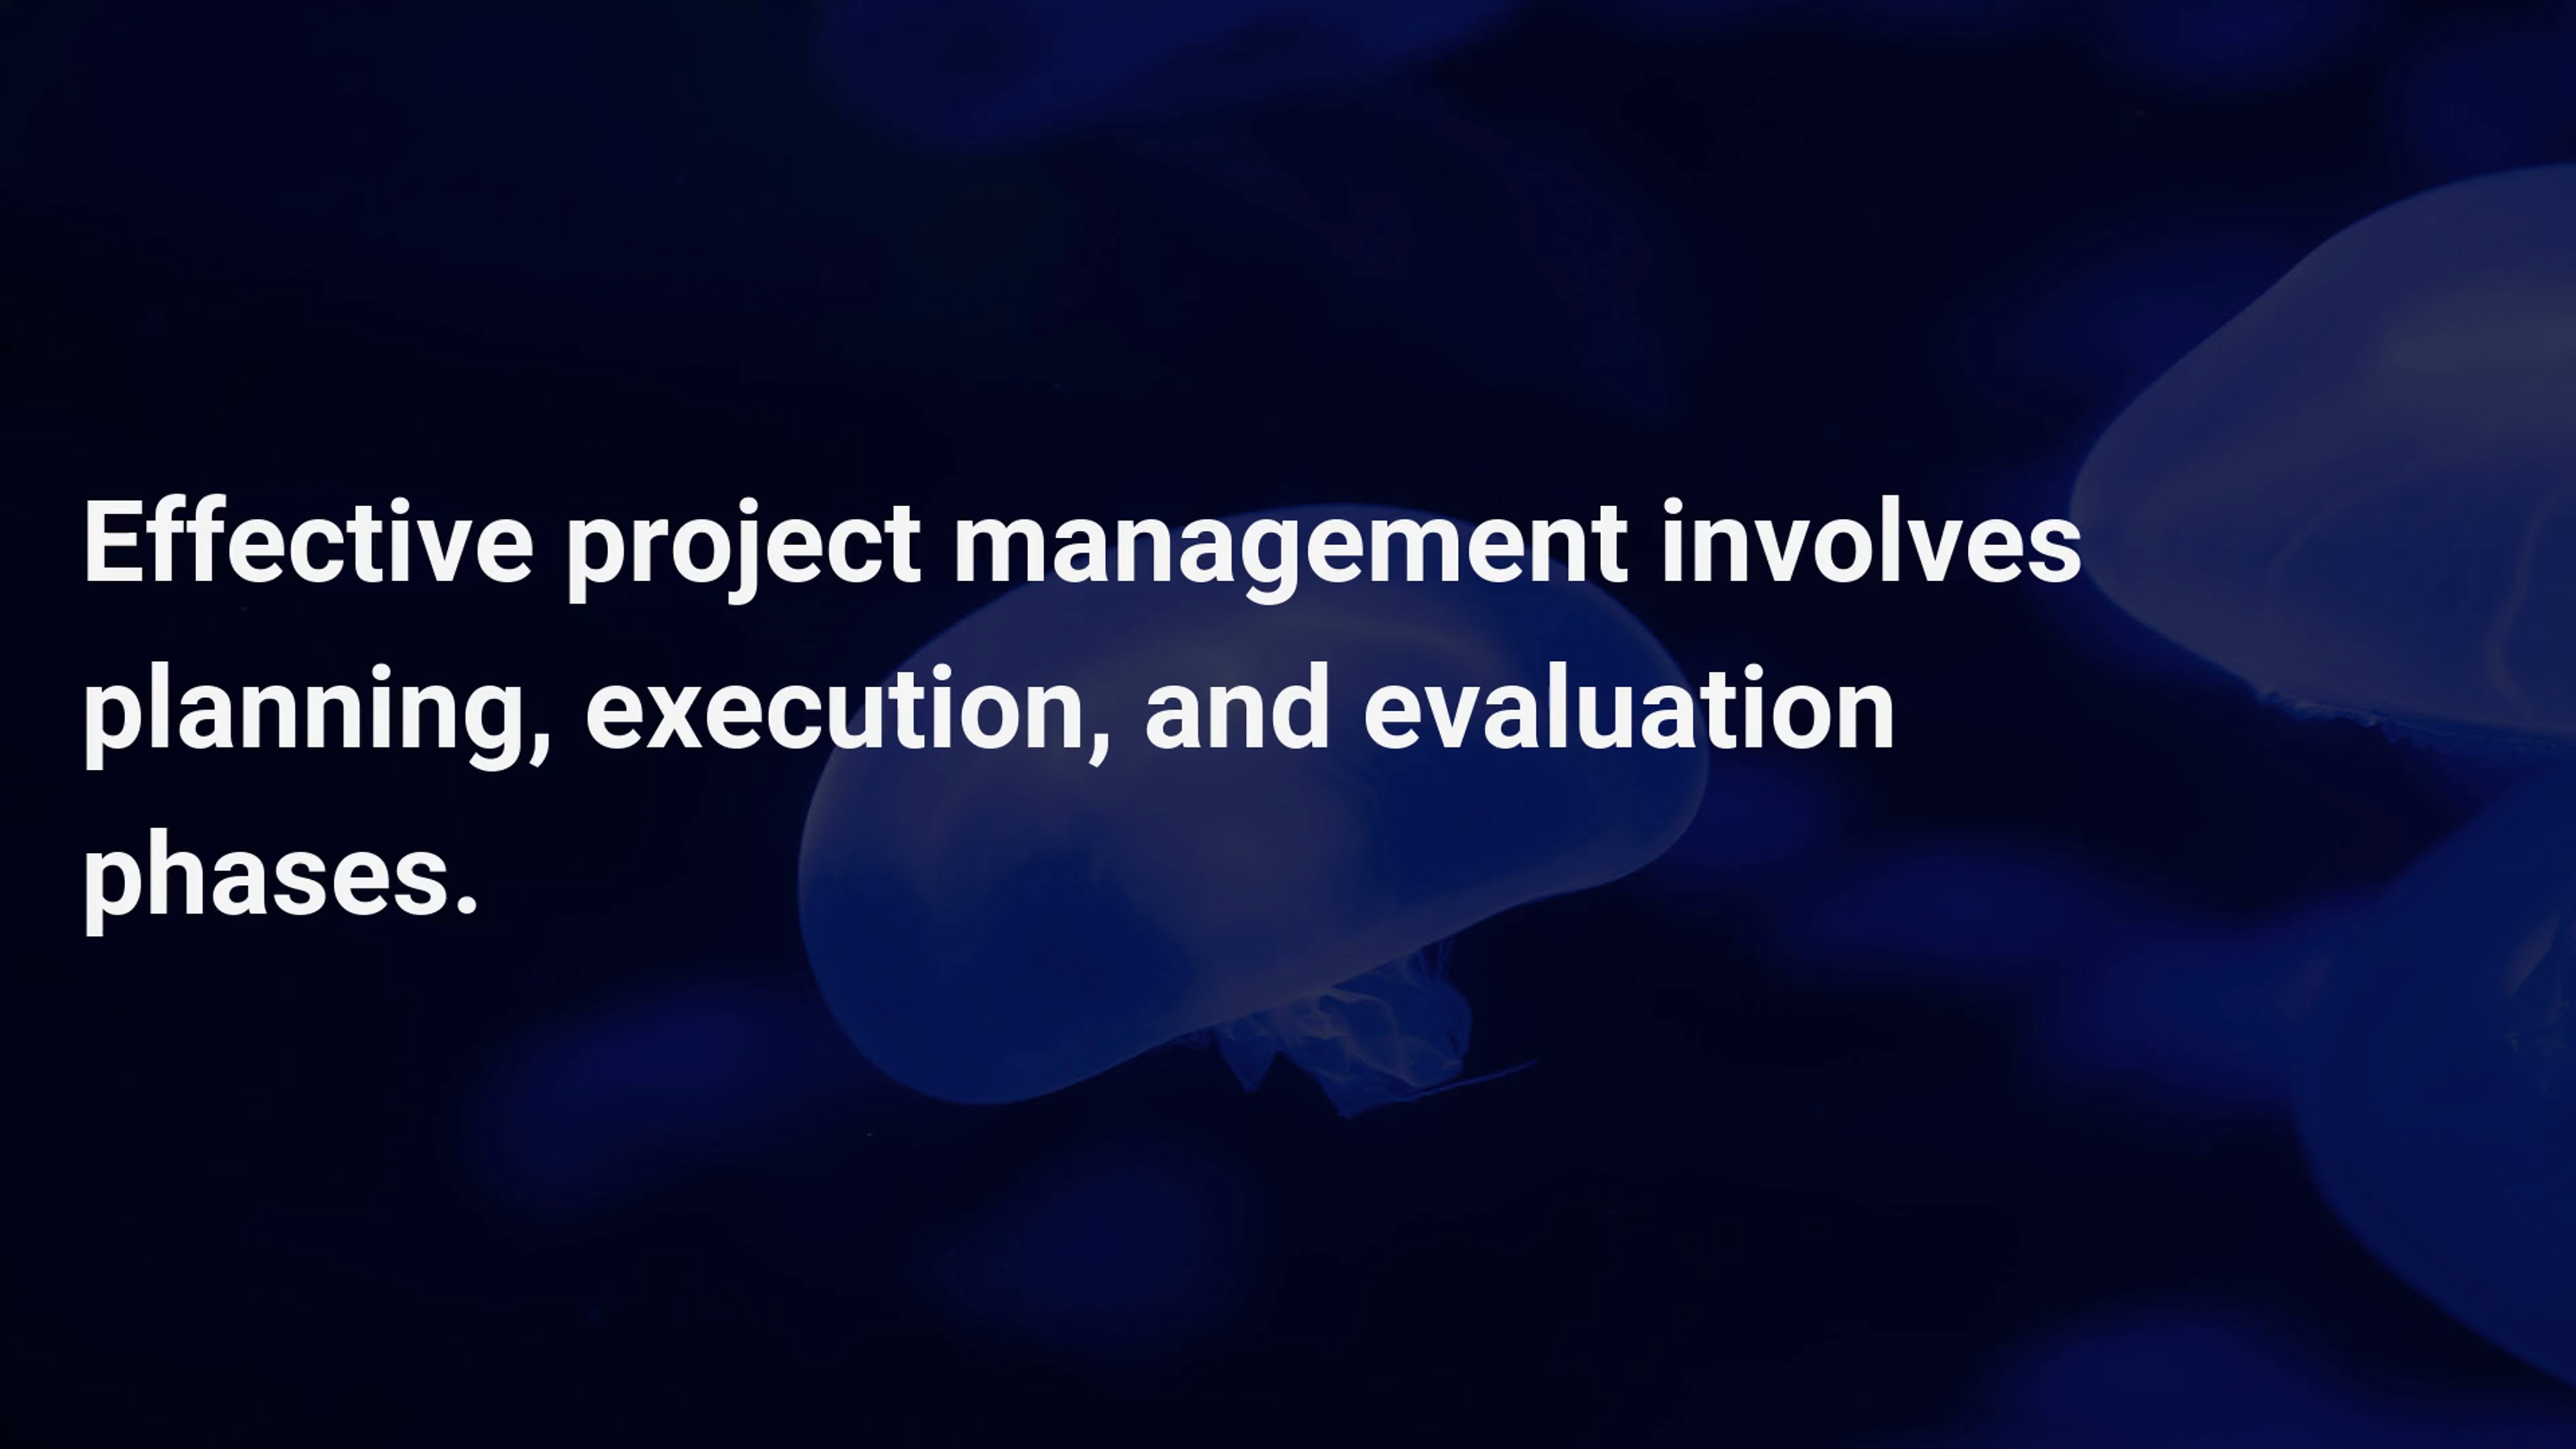 Effective project management involves
planning, execution, and evaluation
phases.